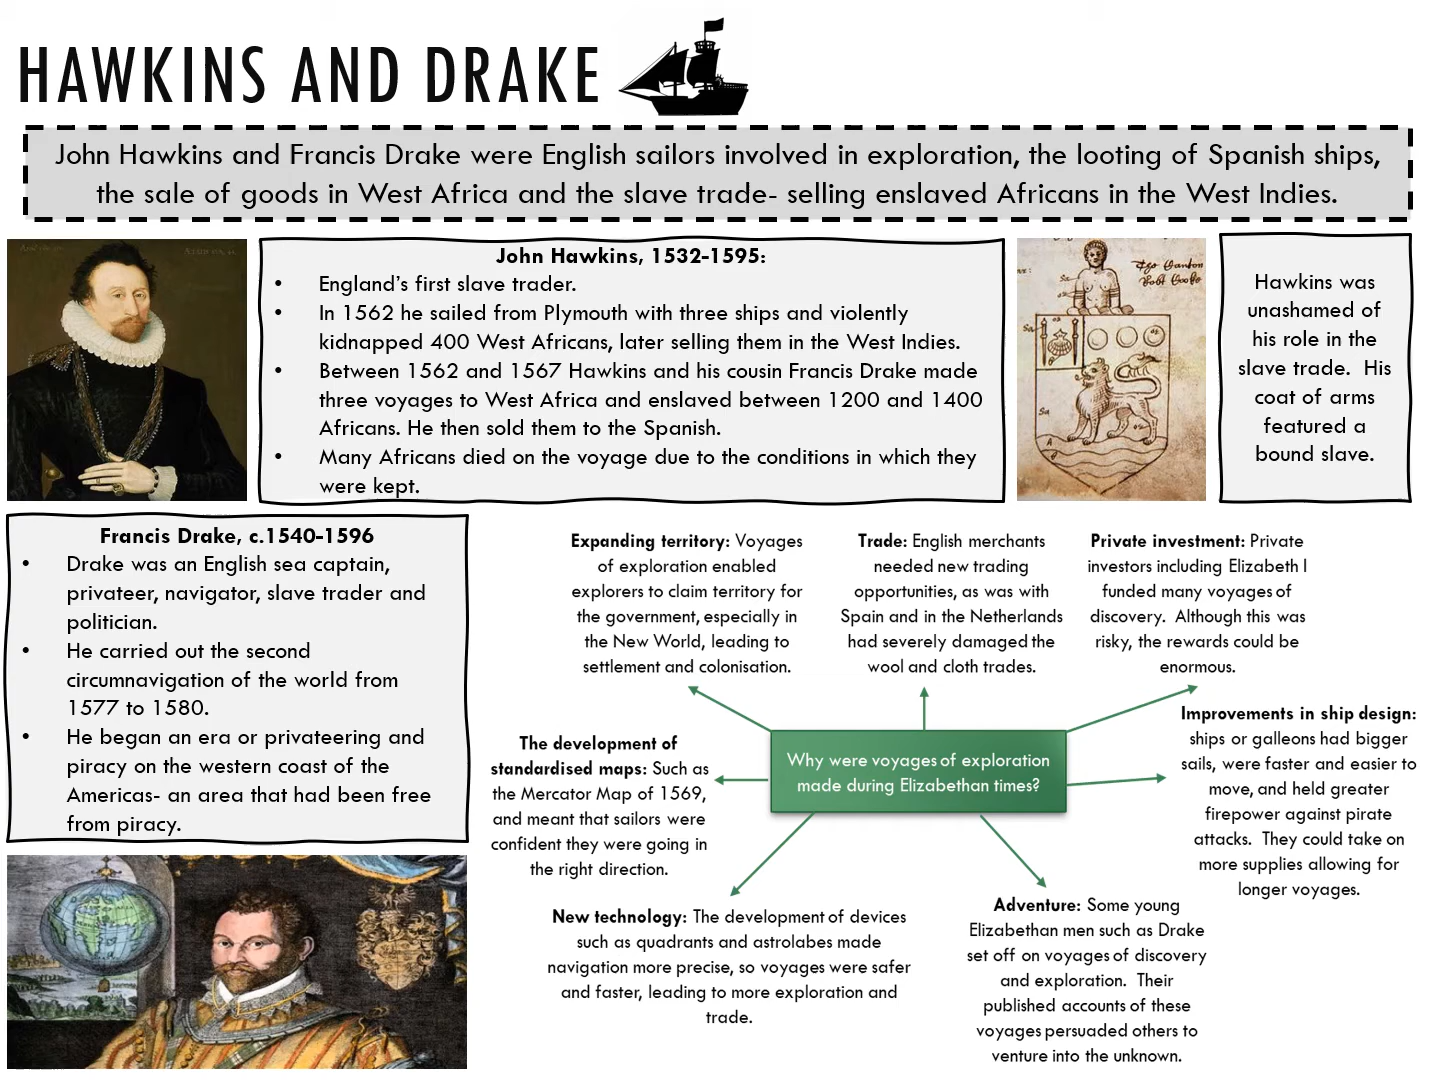 HAWKINS AND DRAKE
John Hawkins and Francis Drake were English sailors involved in exploration, the looting of Spanish ships,
the sale of goods in West Africa and the slave trade- selling enslaved Africans in the West Indies.
John Hawkins, 1532-1595:
• England's first slave trader.
• In 1562 he sailed from Plymouth with three ships and violently
kidnapped 400 West Africans, later selling them in the West Indies.
• Between 1562 and 1567 Hawkins and his cousin Francis Drake made
three voyages to West Africa and enslaved between 1200 and 1400
Africans. He then sold them to the Spanish.
• Many Africans died on the voyage due to the conditions in which they
were kept.
Hawkins was
unashamed of
his role in the
slave trade. His
coat of arms
featured a
bound slave.
Francis Drake, c.1540-1596
• Drake was an English sea captain,
privateer, navigator, slave trader and
politician.
• He carried out the second
circumnavigation of the world from
1577 to 1580.
• He began an era or privateering and
piracy on the western coast of the
Americas- an area that had been free
from piracy.
Expanding territory: Voyages
of exploration enabled
explorers to claim territory for
the government, especially in
the New World, leading to
settlement and colonisation.
Trade: English merchants
needed new trading
opportunities, as was with
Spain and in the Netherlands
had severely damaged the
wool and cloth trades.
Private investment: Private
investors including Elizabeth I
funded many voyages of
discovery. Although this was
risky, the rewards could be
enormous.
The development of
standardised maps: Such as
the Mercator Map of 1569,
and meant that sailors were
confident they were going in
the right direction.
Why were voyages of exploration
made during Elizabethan times?
Improvements in ship design:
ships or galleons had bigger
sails, were faster and easier to
move, and held greater
firepower against pirate
attacks. They could take on
more supplies allowing for
longer voyages.
New technology: The development of devices
such as quadrants and astrolabes made
navigation more precise, so voyages were safer
and faster, leading to more exploration and
trade.
Adventure: Some young
Elizabethan men such as Drake
set off on voyages of discovery
and exploration. Their
published accounts of these
voyages persuaded others to
venture into the unknown.